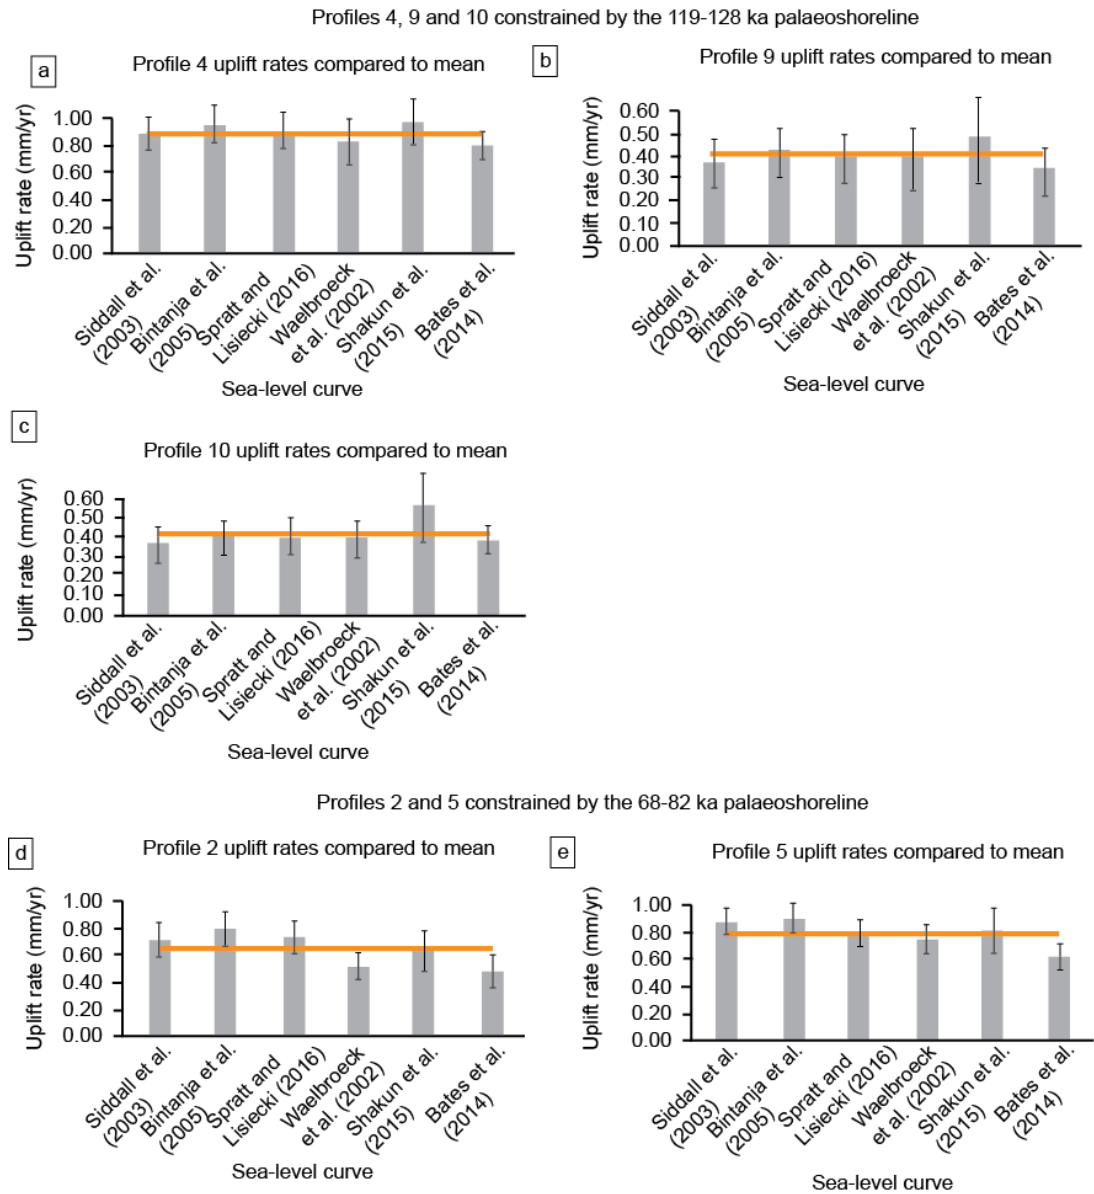 Profiles 4, 9 and 10 constrained by the 119-128 ka palaeoshoreline
a
Profile 4 uplift rates compared to mean
Uplift rate (mm/yr)
1.00
0.80
0.60
0.40
0.20
0.00
Siddall et al.
(2003)
Bintanja et al.
(2005)
Spratt and
Lisiecki (2016)
Waelbroeck
et al. (2002)
Shakun et al.
(2015)
Bates et al.
(2014)
Sea-level curve
b
Profile 9 uplift rates compared to mean
Uplift rate (mm/yr)
0.60
0.50
0.40
0.30
0.20
0.10
0.00
Siddall et al.
(2003)
Bintanja et al.
(2005)
Spratt and
Lisiecki (2016)
Waelbroeck
et al. (2002)
Shakun et al.
(2015)
Bates et al.
(2014)
Sea-level curve
c
Profile 10 uplift rates compared to mean
Uplift rate (mm/yr)
0.60
0.50
0.40
0.30
0.20
0.10
0.00
Siddall et al.
(2003)
Bintanja et al.
(2005)
Spratt and
Lisiecki (2016)
Waelbroeck
et al. (2002)
Shakun et al.
(2015)
Bates et al.
(2014)
Sea-level curve
Profiles 2 and 5 constrained by the 68-82 ka palaeoshoreline
d
Profile 2 uplift rates compared to mean
Uplift rate (mm/yr)
1.00
0.80
0.60
0.40
0.20
0.00
Siddall et al.
(2003)
Bintanja et al.
(2005)
Spratt and
Lisiecki (2016)
Waelbroeck
et al. (2002)
Shakun et al.
(2015)
Bates et al.
(2014)
Sea-level curve
e
Profile 5 uplift rates compared to mean
Uplift rate (mm/yr)
1.00
0.80
0.60
0.40
0.20
0.00
Siddall et al.
(2003)
Bintanja et al.
(2005)
Spratt and
Lisiecki (2016)
Waelbroeck
et al. (2002)
Shakun et al.
(2015)
Bates et al.
(2014)
Sea-level curve